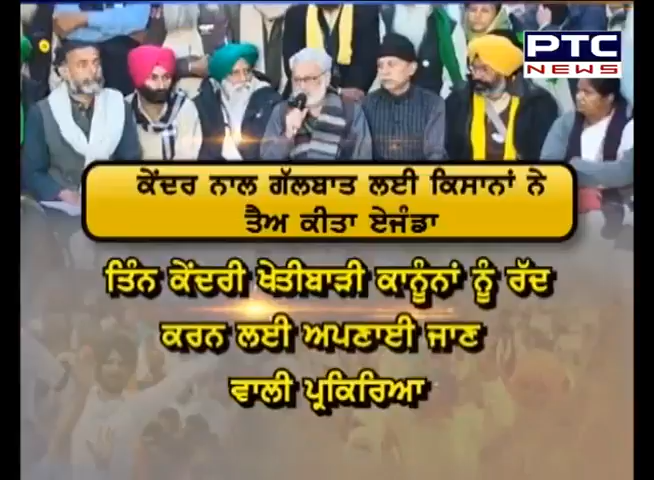 PTC
NEWS
ਕੇਂਦਰ ਨਾਲ ਗੱਲਬਾਤ ਲਈ ਕਿਸਾਨਾਂ ਨੇ
ਤੈਅ ਕੀਤਾ ਏਜੰਡਾ
ਤਿੰਨ ਕੇਂਦਰੀ ਖੇਤੀਬਾੜੀ ਕਾਨੂੰਨਾਂ ਨੂੰ ਰੱਦ
ਕਰਨ ਲਈ ਅਪਣਾਈ ਜਾਣ
ਵਾਲੀ ਪ੍ਰਕਿਰਿਆ